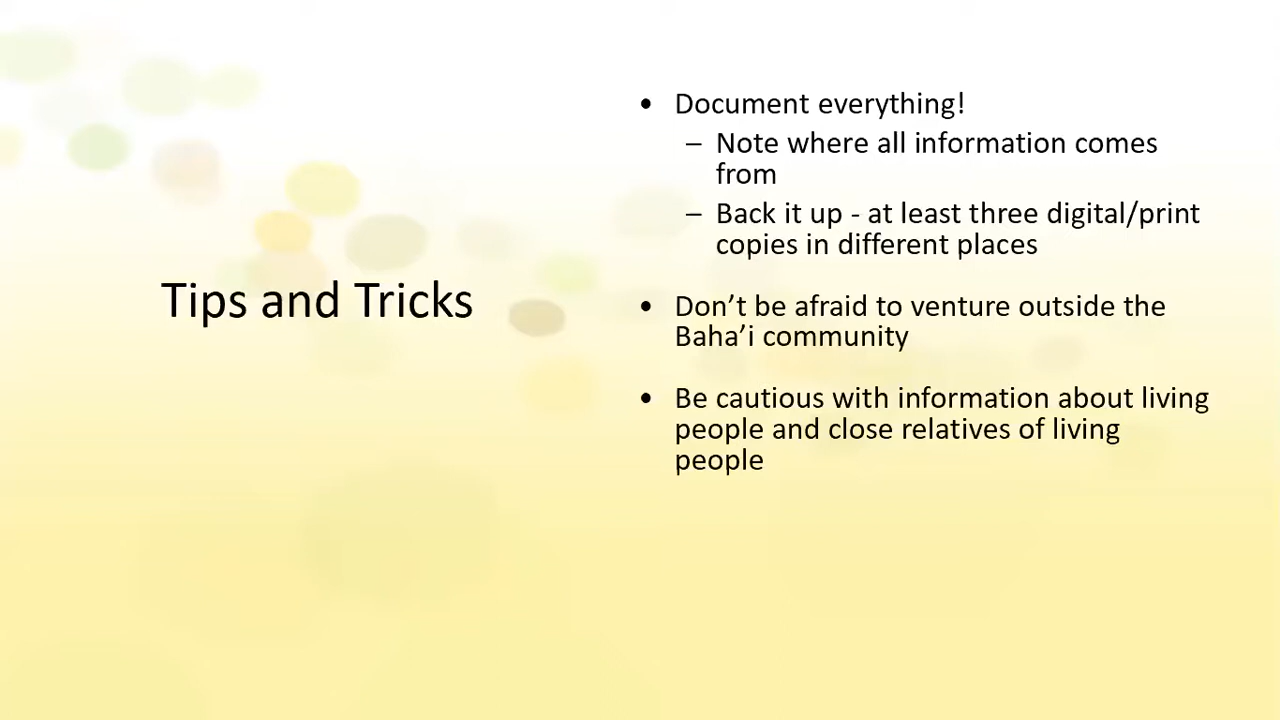 Tips and Tricks
• Document everything!
– Note where all information comes
from
– Back it up - at least three digital/print
copies in different places
• Don’t be afraid to venture outside the
Baha’i community
• Be cautious with information about living
people and close relatives of living
people